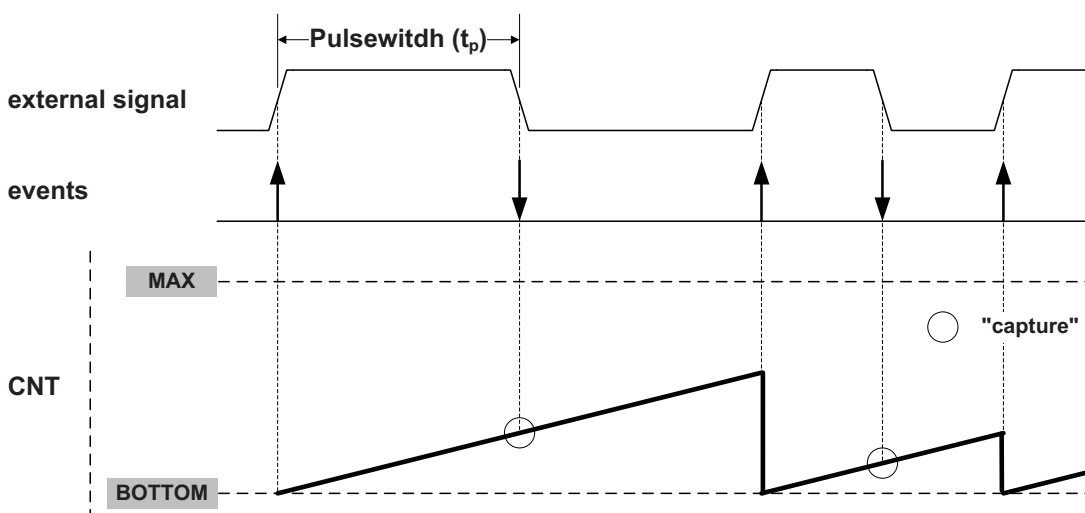 Pulsewitdh (tp)
external signal
events
MAX
"capture"
CNT
BOTTOM